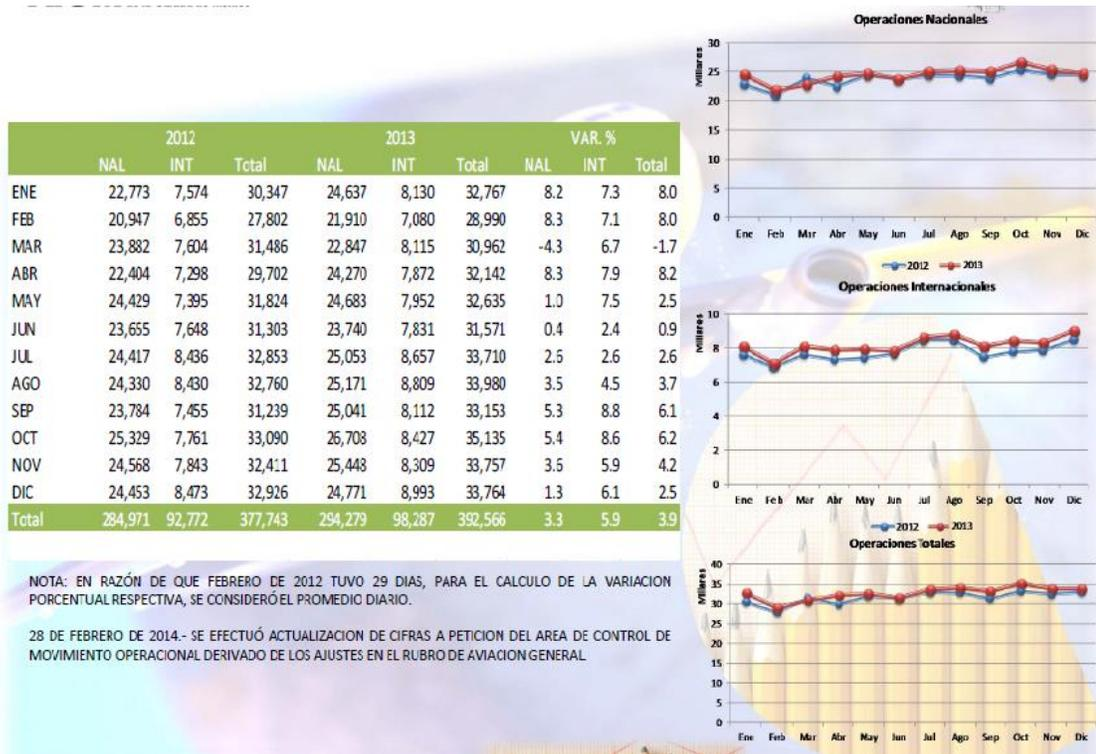 2012 2013 VAR. %
NAL INT Total NAL INT Total NAL INT Total
ENE 22,773 7,574 30,347 24,637 8,130 32,767 8.2 7.3 8.0
FEB 20,947 6,855 27,802 21,910 7,080 28,990 8.3 7.1 8.0
MAR 23,882 7,604 31,486 22,847 8,115 30,962 -4.3 6.7 -1.7
ABR 22,404 7,298 29,702 24,270 7,872 32,142 8.3 7.9 8.2
MAY 24,429 7,395 31,824 24,683 7,952 32,635 1.0 7.5 2.5
JUN 23,655 7,648 31,303 23,740 7,831 31,571 0.4 2.4 0.9
JUL 24,417 8,436 32,853 25,053 8,657 33,710 2.6 2.6 2.6
AGO 24,330 8,430 32,760 25,171 8,809 33,980 3.5 4.5 3.7
SEP 23,784 7,455 31,239 25,041 8,112 33,153 5.3 8.8 6.1
OCT 25,329 7,761 33,090 26,708 8,427 35,135 5.4 8.6 6.2
NOV 24,568 7,843 32,411 25,448 8,309 33,757 3.6 5.9 4.2
DIC 24,453 8,473 32,926 24,771 8,993 33,764 1.3 6.1 2.5
Total 284,971 92,772 377,743 294,279 98,287 392,566 3.3 5.9 3.9
NOTA: EN RAZÓN DE QUE FEBRERO DE 2012 TUVO 29 DIAS, PARA EL CALCULO DE LA VARIACION
PORCENTUAL RESPECTIVA, SE CONSIDERÓ EL PROMEDIO DIARIO.
28 DE FEBRERO DE 2014.- SE EFECTUÓ ACTUALIZACION DE CIFRAS A PETICION DEL AREA DE CONTROL DE
MOVIMIENTO OPERACIONAL DERIVADO DE LOS AJUSTES EN EL RUBRO DE AVIACION GENERAL
Operaciones Nacionales
Millares
30
25
20
15
10
5
0
Ene Feb Mar Abr May Jun Jul Ago Sep Oct Nov Dic
2012 2013
Operaciones Internacionales
Millares
10
8
6
4
2
0
Ene Feb Mar Abr May Jun Jul Ago Sep Oct Nov Dic
2012 2013
Operaciones Totales
Millares
40
35
30
25
20
15
10
5
0
Ene Feb Mar Abr May Jun Jul Ago Sep Oct Nov Dic